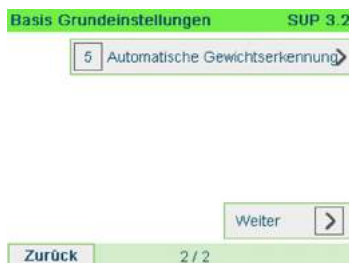 Basis Grundeinstellungen SUP 3.2
5 Automatische Gewichtserkennung
Weiter
Zurück 2 / 2